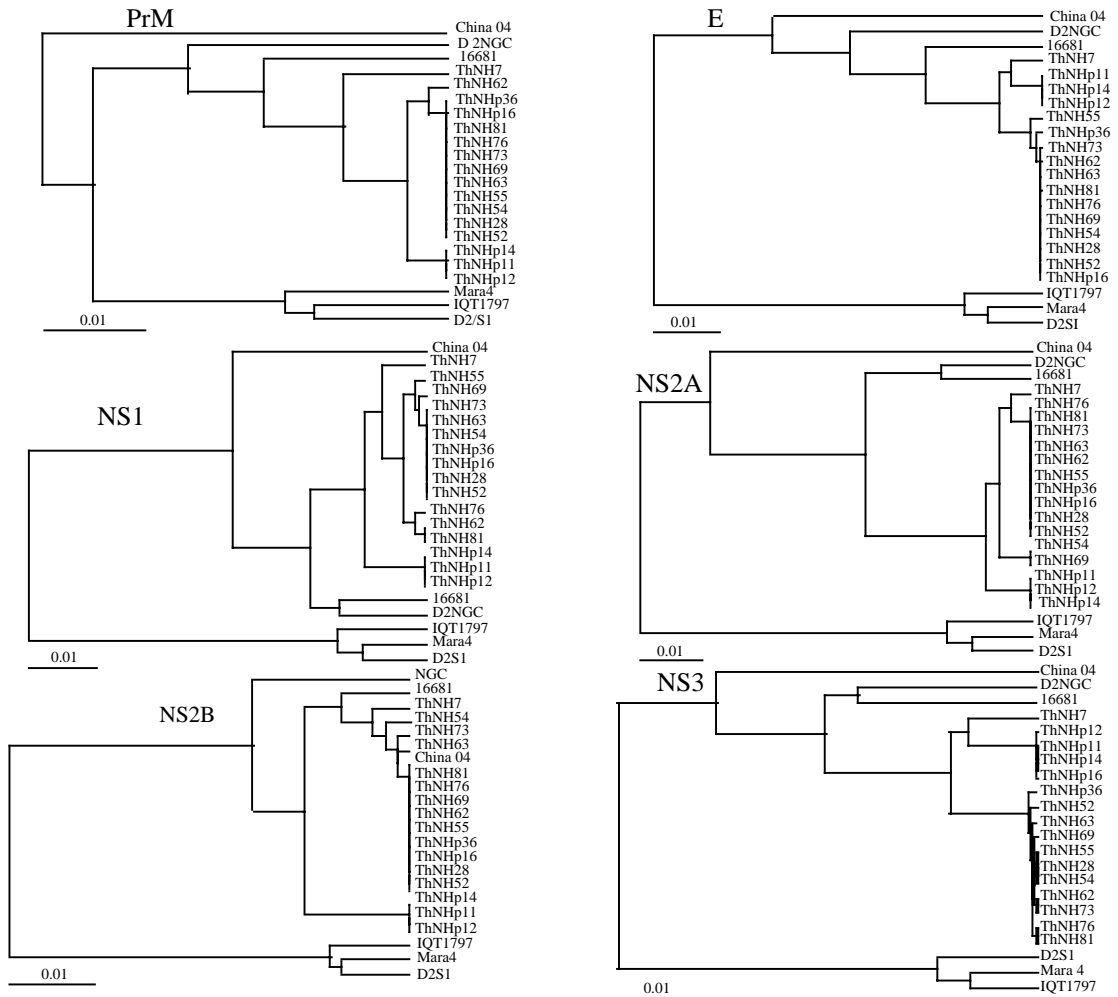 PrM
China 04
D 2NGC
16681
ThNH7
ThNH62
ThNHp36
ThNHp16
ThNH81
ThNH76
ThNH73
ThNH69
ThNH63
ThNH55
ThNH54
ThNH28
ThNH52
ThNHp14
ThNHp11
ThNHp12
Mara4
IQT1797
D2/S1
0.01
E
China 04
D2NGC
16681
ThNH7
ThNHp11
ThNHp14
ThNHp12
ThNH55
ThNHp36
ThNH73
ThNH62
ThNH63
ThNH81
ThNH76
ThNH69
ThNH54
ThNH28
ThNH52
ThNHp16
IQT1797
Mara4
D2SI
0.01
NS1
China 04
ThNH7
ThNH55
ThNH69
ThNH73
ThNH63
ThNH54
ThNHp36
ThNHp16
ThNH28
ThNH52
ThNH76
ThNH62
ThNH81
ThNHp14
ThNHp11
ThNHp12
16681
D2NGC
IQT1797
Mara4
D2S1
0.01
NS2A
China 04
D2NGC
16681
ThNH7
ThNH76
ThNH81
ThNH73
ThNH63
ThNH62
ThNH55
ThNHp36
ThNHp16
ThNH28
ThNH52
ThNH54
ThNH69
ThNHp11
ThNHp12
ThNHp14
IQT1797
Mara4
D2S1
0.01
NS2B
NGC
16681
ThNH7
ThNH54
ThNH73
ThNH63
China 04
ThNH81
ThNH76
ThNH69
ThNH62
ThNH55
ThNHp36
ThNHp16
ThNH28
ThNH52
ThNHp14
ThNHp11
ThNHp12
IQT1797
Mara4
D2S1
0.01
NS3
China 04
D2NGC
16681
ThNH7
ThNHp12
ThNHp11
ThNHp14
ThNHp16
ThNHp36
ThNH52
ThNH63
ThNH69
ThNH55
ThNH28
ThNH54
ThNH62
ThNH73
ThNH76
ThNH81
D2S1
Mara 4
IQT1797
0.01